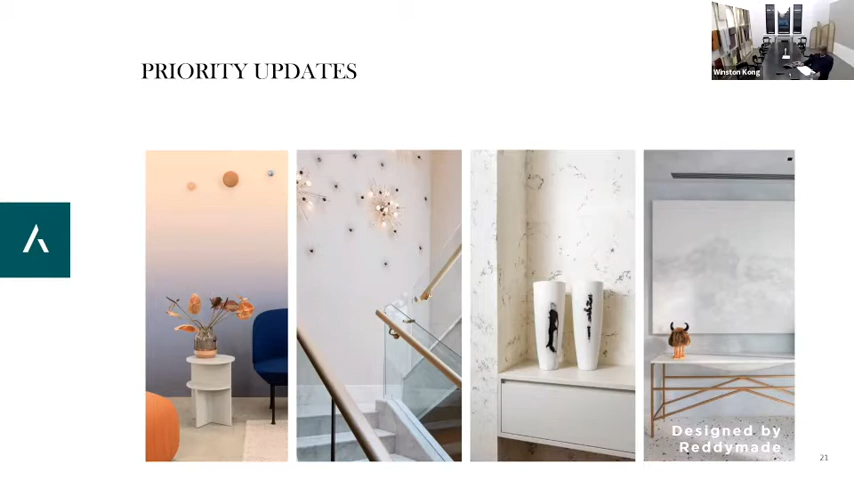 PRIORITY UPDATES
Winston Kong
Designed by
Reddymade
21